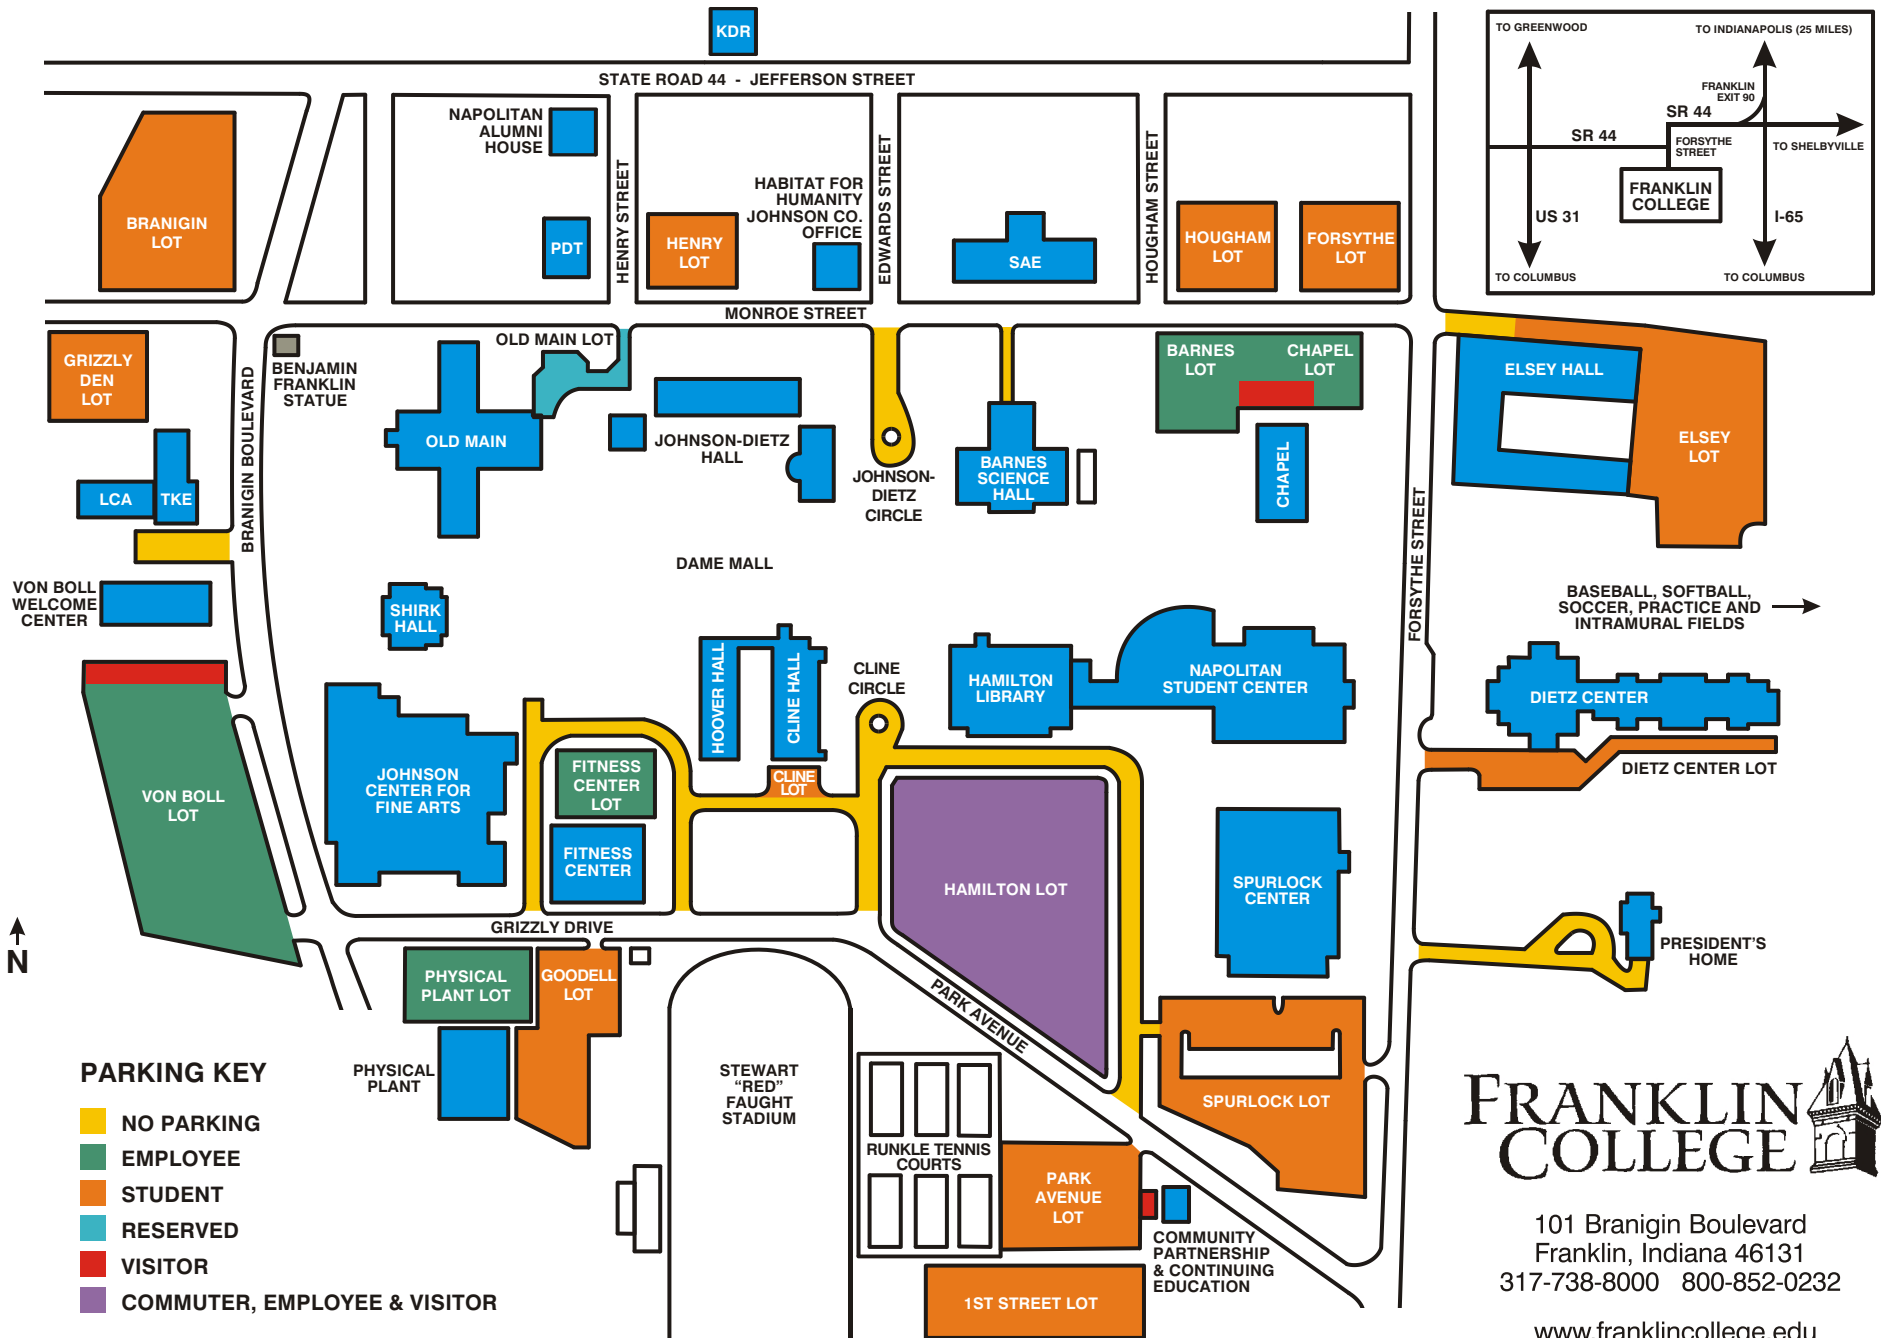 KDR
STATE ROAD 44 - JEFFERSON STREET
TO GREENWOOD
TO INDIANAPOLIS (25 MILES)
FRANKLIN
EXIT 90
SR 44
SR 44
FORSYTHE
STREET
TO SHELBYVILLE
FRANKLIN
COLLEGE
US 31
I-65
TO COLUMBUS
TO COLUMBUS
BRANIGIN
LOT
NAPOLITAN
ALUMNI
HOUSE
PDT
HENRY STREET
HENRY
LOT
HABITAT FOR
HUMANITY
JOHNSON CO.
OFFICE
EDWARDS STREET
SAE
HOUGHAM STREET
HOUGHAM
LOT
FORSYTHE
LOT
MONROE STREET
GRIZZLY
DEN
LOT
BENJAMIN
FRANKLIN
STATUE
OLD MAIN LOT
OLD MAIN
JOHNSON-DIETZ
HALL
JOHNSON-
DIETZ
CIRCLE
BARNES
SCIENCE
HALL
BARNES
LOT
CHAPEL
LOT
CHAPEL
ELSEY HALL
ELSEY
LOT
LCA
TKE
BRANIGIN BOULEVARD
FORSYTHE STREET
DAME MALL
VON BOLL
WELCOME
CENTER
SHIRK
HALL
BASEBALL, SOFTBALL,
SOCCER, PRACTICE AND
INTRAMURAL FIELDS
HOOVER HALL
CLINE HALL
CLINE
CIRCLE
HAMILTON
LIBRARY
NAPOLITAN
STUDENT CENTER
DIETZ CENTER
DIETZ CENTER LOT
VON BOLL
LOT
JOHNSON
CENTER FOR
FINE ARTS
FITNESS
CENTER
LOT
CLINE
LOT
FITNESS
CENTER
HAMILTON LOT
SPURLOCK
CENTER
GRIZZLY DRIVE
PRESIDENT'S
HOME
N
PHYSICAL
PLANT LOT
GOODELL
LOT
PARK AVENUE
PHYSICAL
PLANT
STEWART
“RED”
FAUGHT
STADIUM
SPURLOCK LOT
RUNKLE TENNIS
COURTS
PARK
AVENUE
LOT
COMMUNITY
PARTNERSHIP
& CONTINUING
EDUCATION
1ST STREET LOT
PARKING KEY
NO PARKING
EMPLOYEE
STUDENT
RESERVED
VISITOR
COMMUTER, EMPLOYEE & VISITOR
FRANKLIN
COLLEGE
101 Branigin Boulevard
Franklin, Indiana 46131
317-738-8000 800-852-0232
www.franklincollege.edu